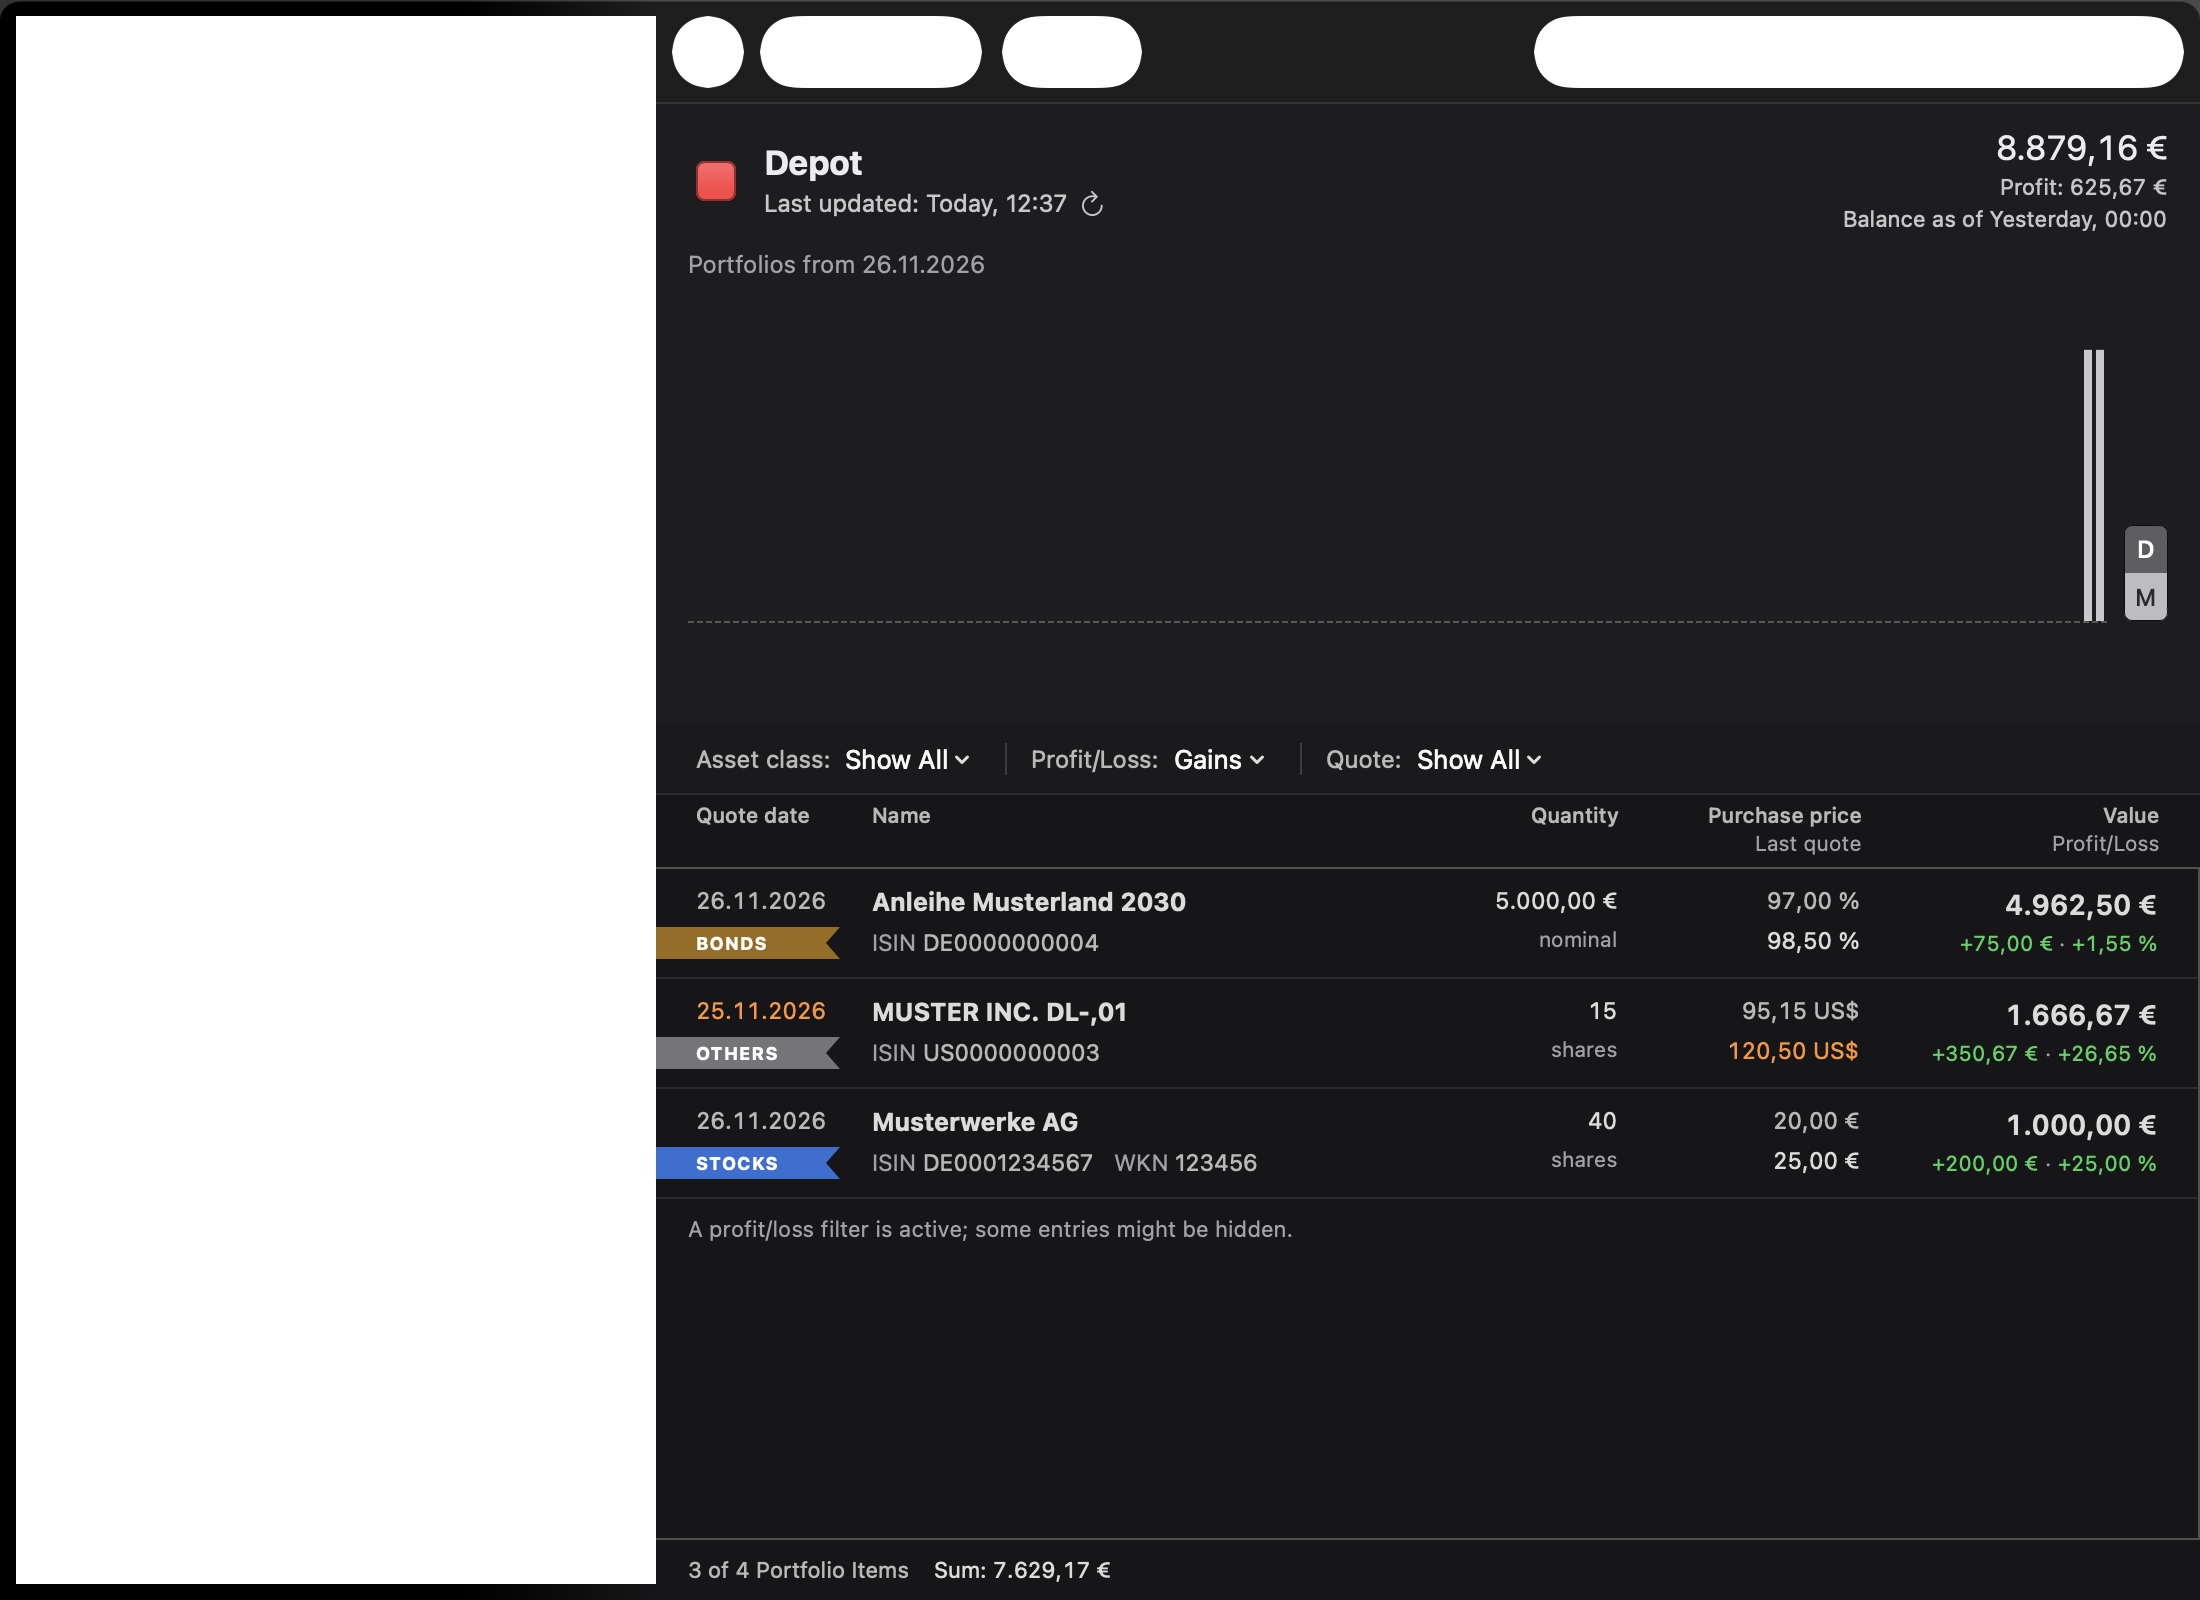 Depot
Last updated: Today, 12:37
8.879,16 €
Profit: 625,67 €
Balance as of Yesterday, 00:00
Portfolios from 26.11.2026
D
M
Asset class: Show All Profit/Loss: Gains Quote: Show All
Quote date Name Quantity Purchase price Value
Last quote Profit/Loss
26.11.2026 Anleihe Musterland 2030 5.000,00 € 97,00 % 4.962,50 €
BONDS ISIN DE0000000004 nominal 98,50 % +75,00 € · +1,55 %
25.11.2026 MUSTER INC. DL-,01 15 95,15 US$ 1.666,67 €
OTHERS ISIN US0000000003 shares 120,50 US$ +350,67 € · +26,65 %
26.11.2026 Musterwerke AG 40 20,00 € 1.000,00 €
STOCKS ISIN DE0001234567 WKN 123456 shares 25,00 € +200,00 € · +25,00 %
A profit/loss filter is active; some entries might be hidden.
3 of 4 Portfolio Items Sum: 7.629,17 €